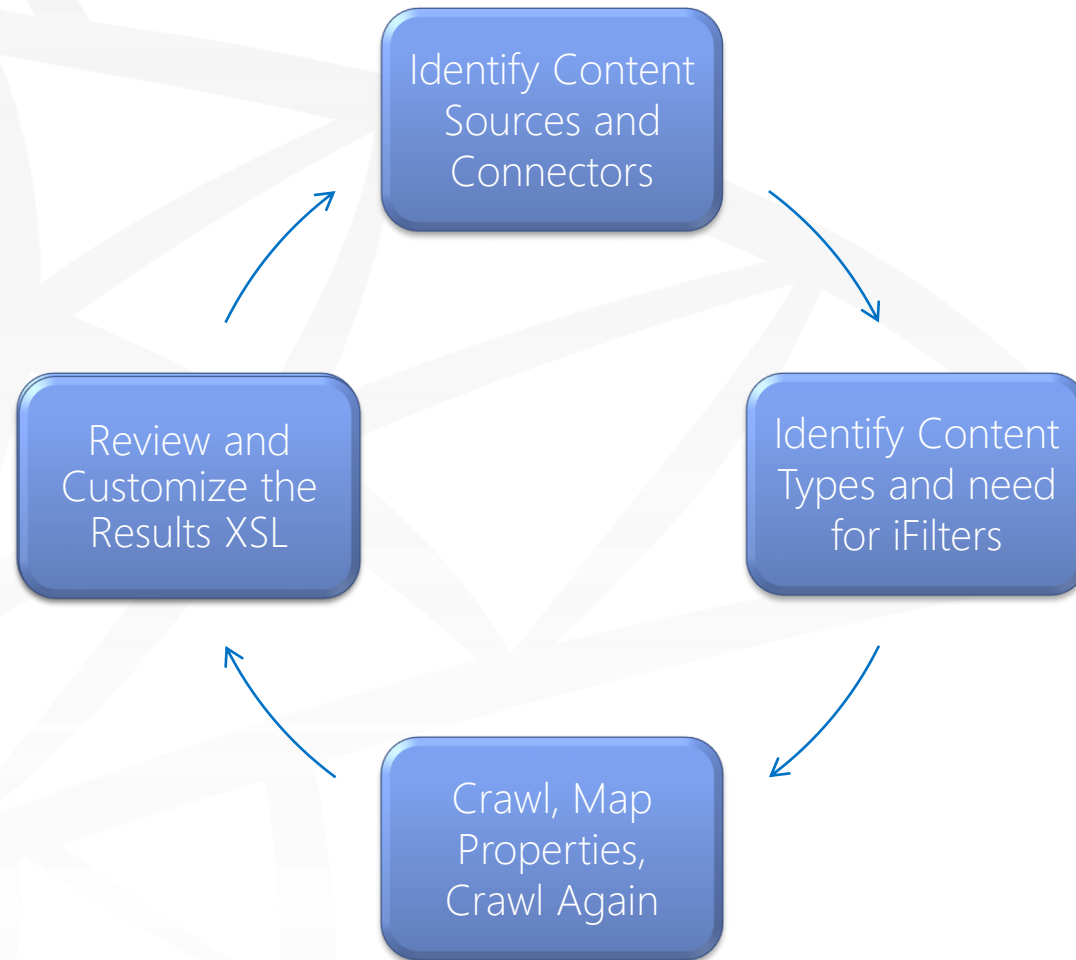 Identify Content
Sources and
Connectors
Identify Content
Types and need
for iFilters
Crawl, Map
Properties,
Crawl Again
Review and
Customize the
Results XSL